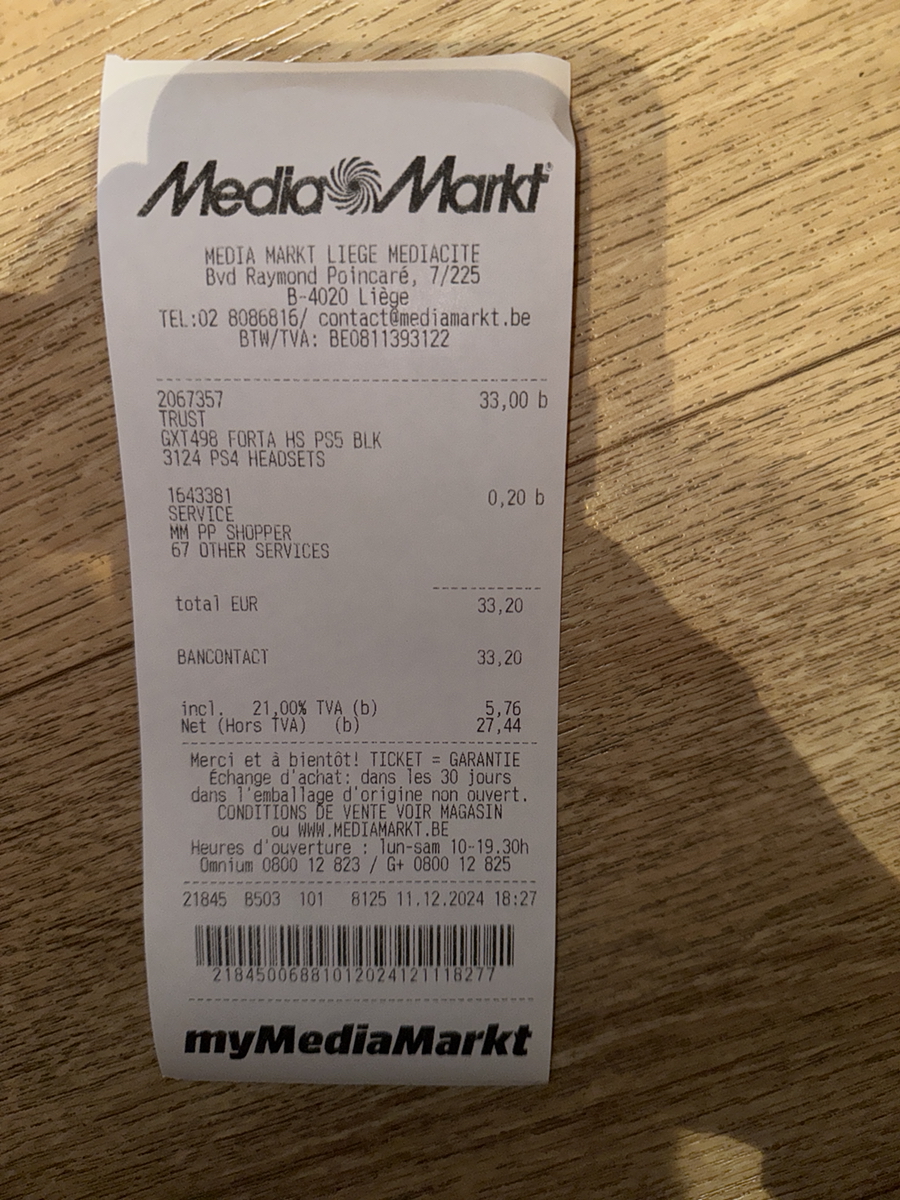 Media Markt®
MEDIA MARKT LIEGE MEDIACITE
Bvd Raymond Poincaré, 7/225
B-4020 Liège
TEL:02 8086816/ contact@mediamarkt.be
BTW/TVA: BE0811393122
2067357 33,00 b
TRUST
GXT498 FORTA HS PS5 BLK
3124 PS4 HEADSETS
1643381 0,20 b
SERVICE
MM PP SHOPPER
67 OTHER SERVICES
total EUR 33,20
BANCONTACT 33,20
incl. 21,00% TVA (b) 5,76
Net (Hors TVA) (b) 27,44
Merci et à bientôt! TICKET = GARANTIE
Échange d'achat: dans les 30 jours
dans l'emballage d'origine non ouvert.
CONDITIONS DE VENTE VOIR MAGASIN
ou WWW.MEDIAMARKT.BE
Heures d'ouverture : lun-sam 10-19.30h
Omnium 0800 12 823 / G+ 0800 12 825
21845 B503 101 8125 11.12.2024 18:27
21845006881012024121118277
myMediaMarkt